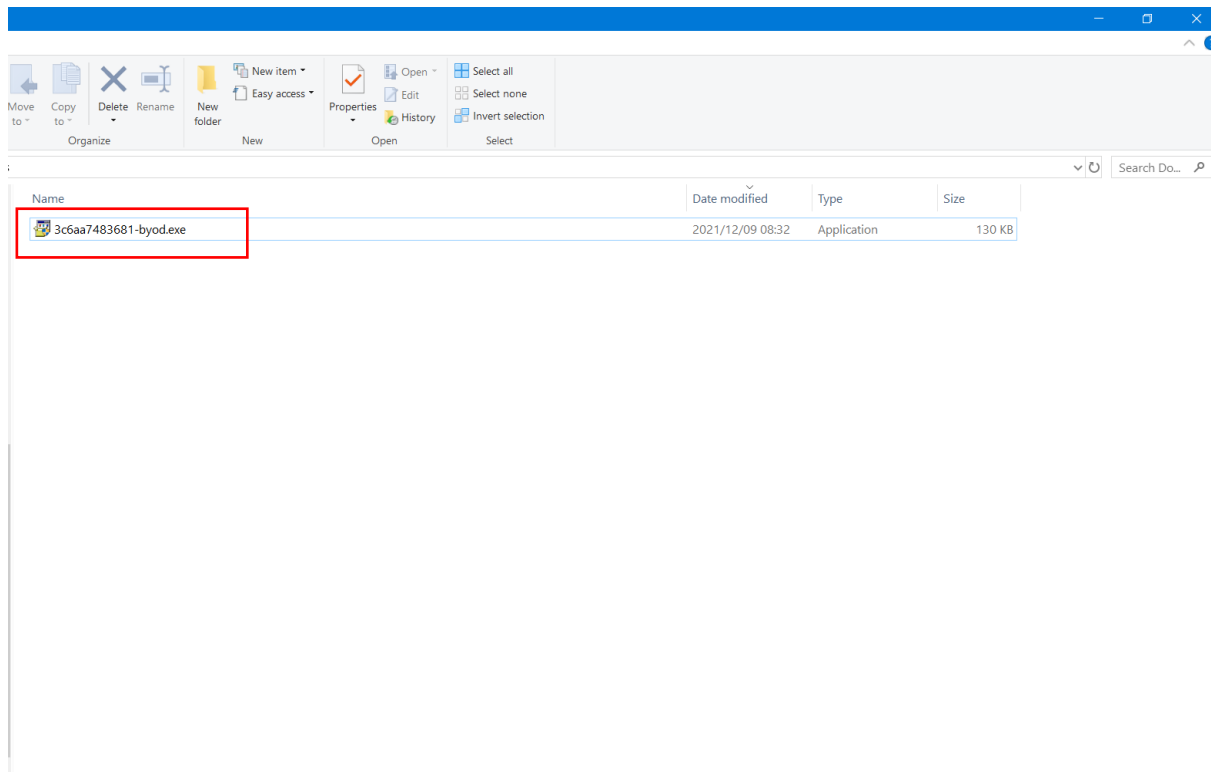 New item
Open
Select all
Easy access
Edit
Select none
Move to
Copy to
Delete
Rename
New folder
Properties
History
Invert selection
Organize
New
Open
Select
Search Do...
Name
Date modified
Type
Size
3c6aa7483681-byod.exe
2021/12/09 08:32
Application
130 KB